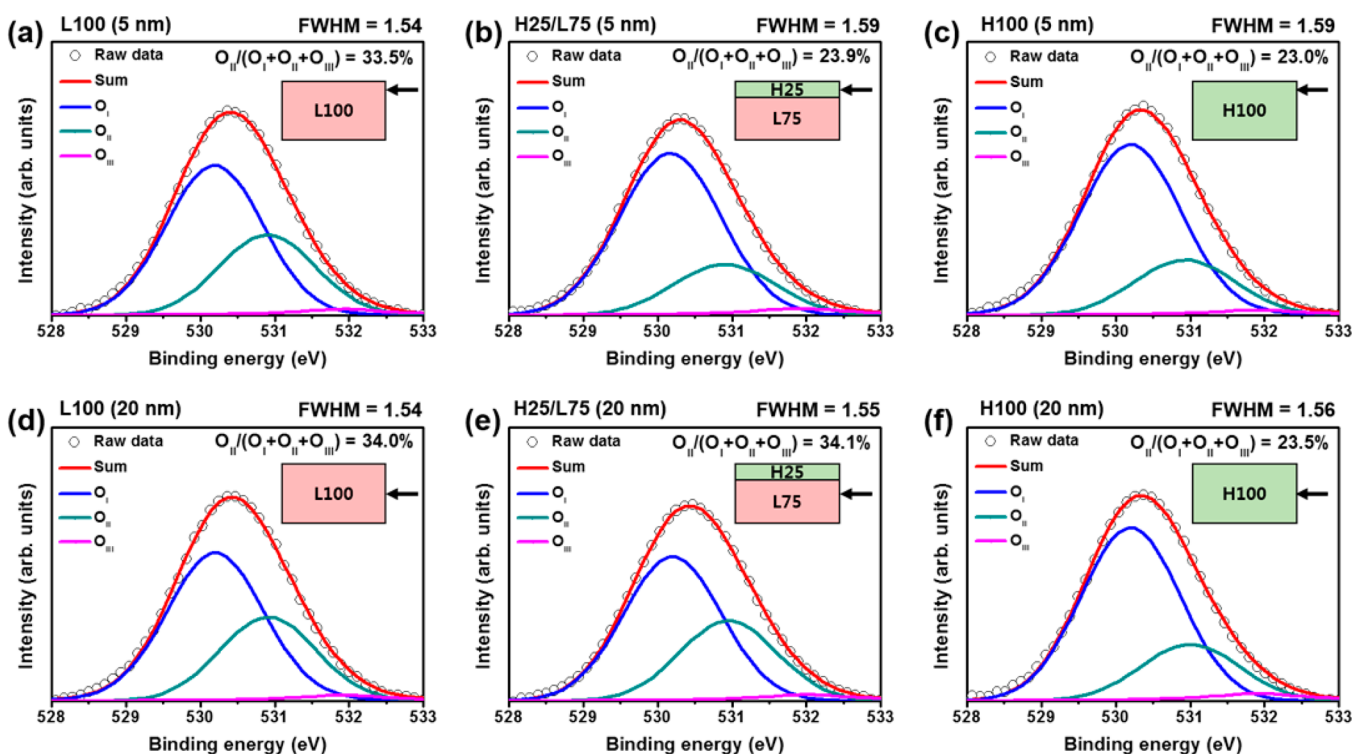 (a) L100 (5 nm) FWHM = 1.54
Raw data O_II/(O_I+O_II+O_III) = 33.5%
Sum
O_I
O_II
O_III
L100
Intensity (arb. units)
528 529 530 531 532 533
Binding energy (eV)
(b) H25/L75 (5 nm) FWHM = 1.59
Raw data O_II/(O_I+O_II+O_III) = 23.9%
Sum
O_I
O_II
O_III
H25
L75
Intensity (arb. units)
528 529 530 531 532 533
Binding energy (eV)
(c) H100 (5 nm) FWHM = 1.59
Raw data O_II/(O_I+O_II+O_III) = 23.0%
Sum
O_I
O_II
O_III
H100
Intensity (arb. units)
528 529 530 531 532 533
Binding energy (eV)
(d) L100 (20 nm) FWHM = 1.54
Raw data O_II/(O_I+O_II+O_III) = 34.0%
Sum
O_I
O_II
O_III
L100
Intensity (arb. units)
528 529 530 531 532 533
Binding energy (eV)
(e) H25/L75 (20 nm) FWHM = 1.55
Raw data O_II/(O_I+O_II+O_III) = 34.1%
Sum
O_I
O_II
O_III
H25
L75
Intensity (arb. units)
528 529 530 531 532 533
Binding energy (eV)
(f) H100 (20 nm) FWHM = 1.56
Raw data O_II/(O_I+O_II+O_III) = 23.5%
Sum
O_I
O_II
O_III
H100
Intensity (arb. units)
528 529 530 531 532 533
Binding energy (eV)